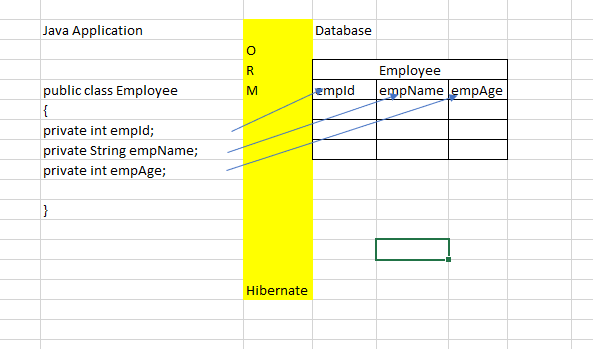 Java Application
Database
O
R
M
Employee
public class Employee
empId empName empAge
{
private int empId;
private String empName;
private int empAge;
}
Hibernate